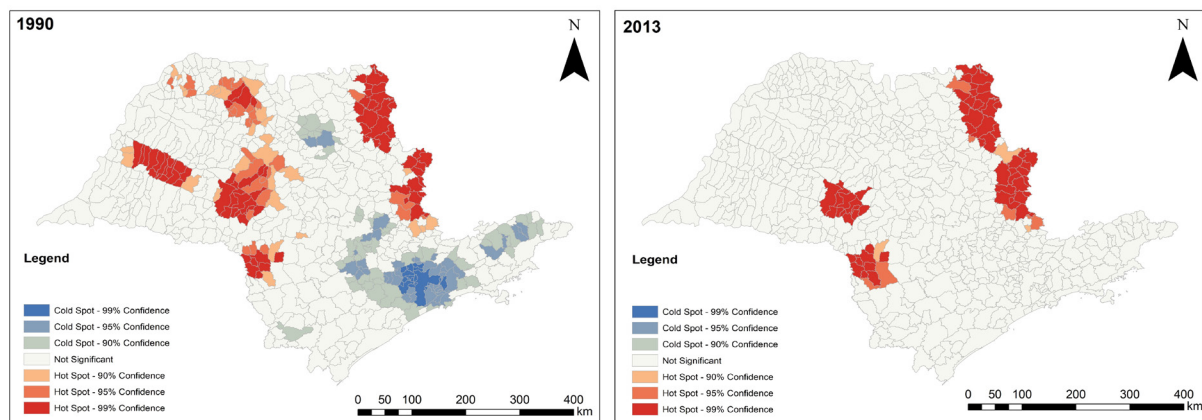 1990
N
Legend
Cold Spot - 99% Confidence
Cold Spot - 95% Confidence
Cold Spot - 90% Confidence
Not Significant
Hot Spot - 90% Confidence
Hot Spot - 95% Confidence
Hot Spot - 99% Confidence
0 50 100 200 300 400
km
2013
N
Legend
Cold Spot - 99% Confidence
Cold Spot - 95% Confidence
Cold Spot - 90% Confidence
Not Significant
Hot Spot - 90% Confidence
Hot Spot - 95% Confidence
Hot Spot - 99% Confidence
0 50 100 200 300 400
km